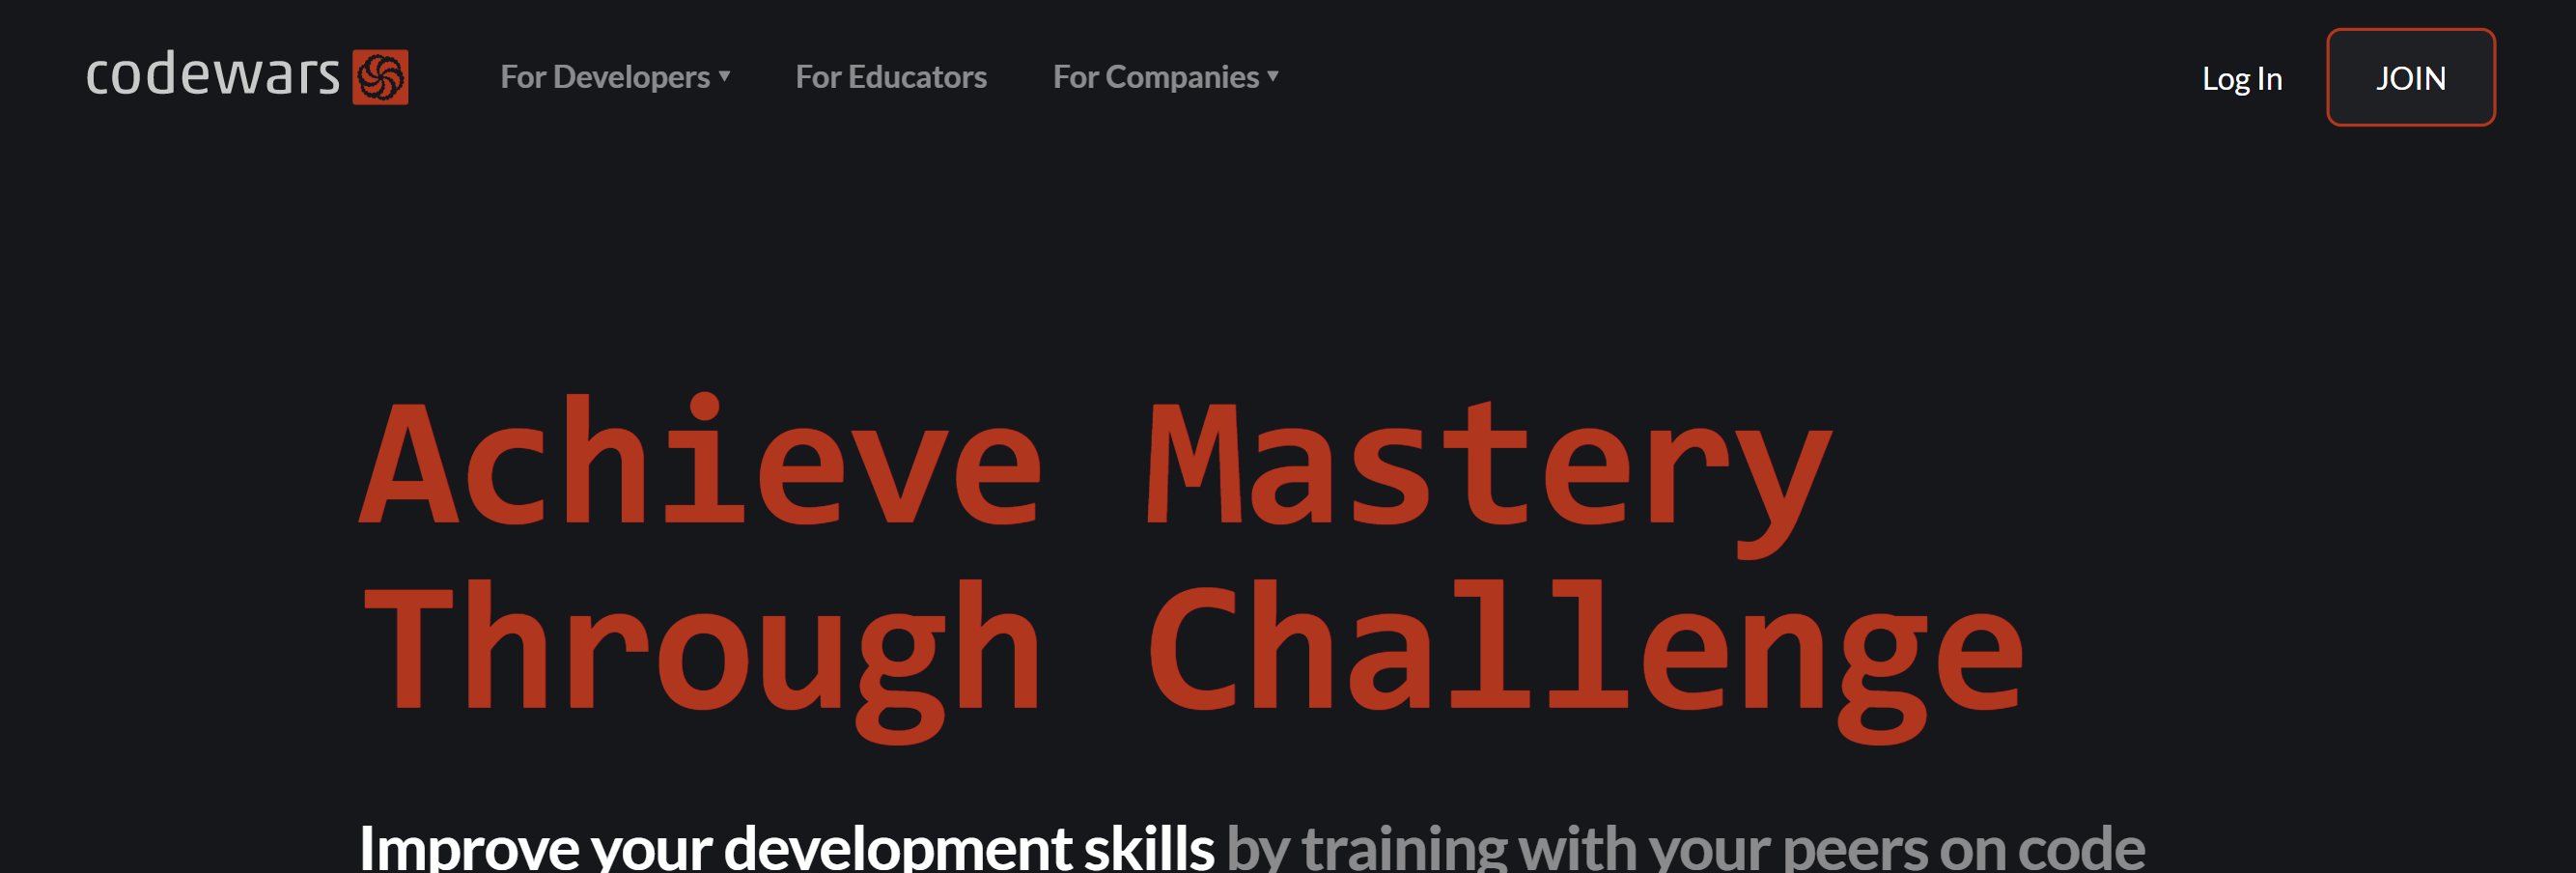 codewars
For Developers ▾
For Educators
For Companies ▾
Log In
JOIN
Achieve Mastery
Through Challenge
Improve your development skills by training with your peers on code